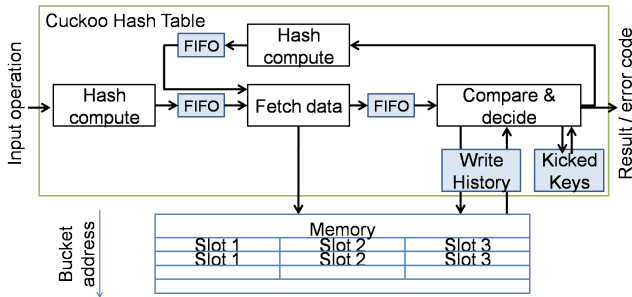 Cuckoo Hash Table
FIFO
Hash
compute
Input operation
Hash
compute
FIFO
Fetch data
FIFO
Compare &
decide
Write
History
Kicked
Keys
Result / error code
Bucket
address
Memory
Slot 1 Slot 2 Slot 3
Slot 1 Slot 2 Slot 3